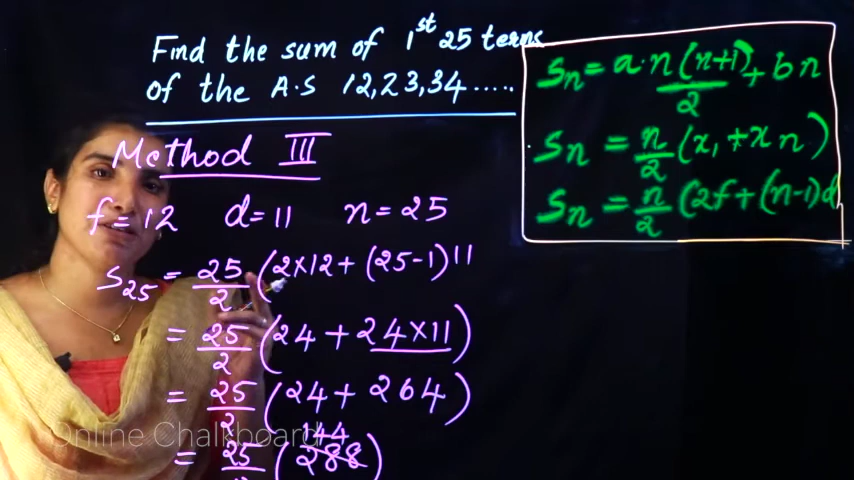 Find the sum of 1st 25 terms
of the A.S 12,23,34.....
Method III
f=12 d=11 n=25
S25 = 25/2 (2×12+(25-1)11
= 25/2 (24+24×11)
= 25/2 (24+264)
144
= 25/ (288)
Sn = a.n(n+1)/2 + bn
Sn = n/2 (x1+xn)
Sn = n/2 (2f+(n-1)d
Online Chalkboard